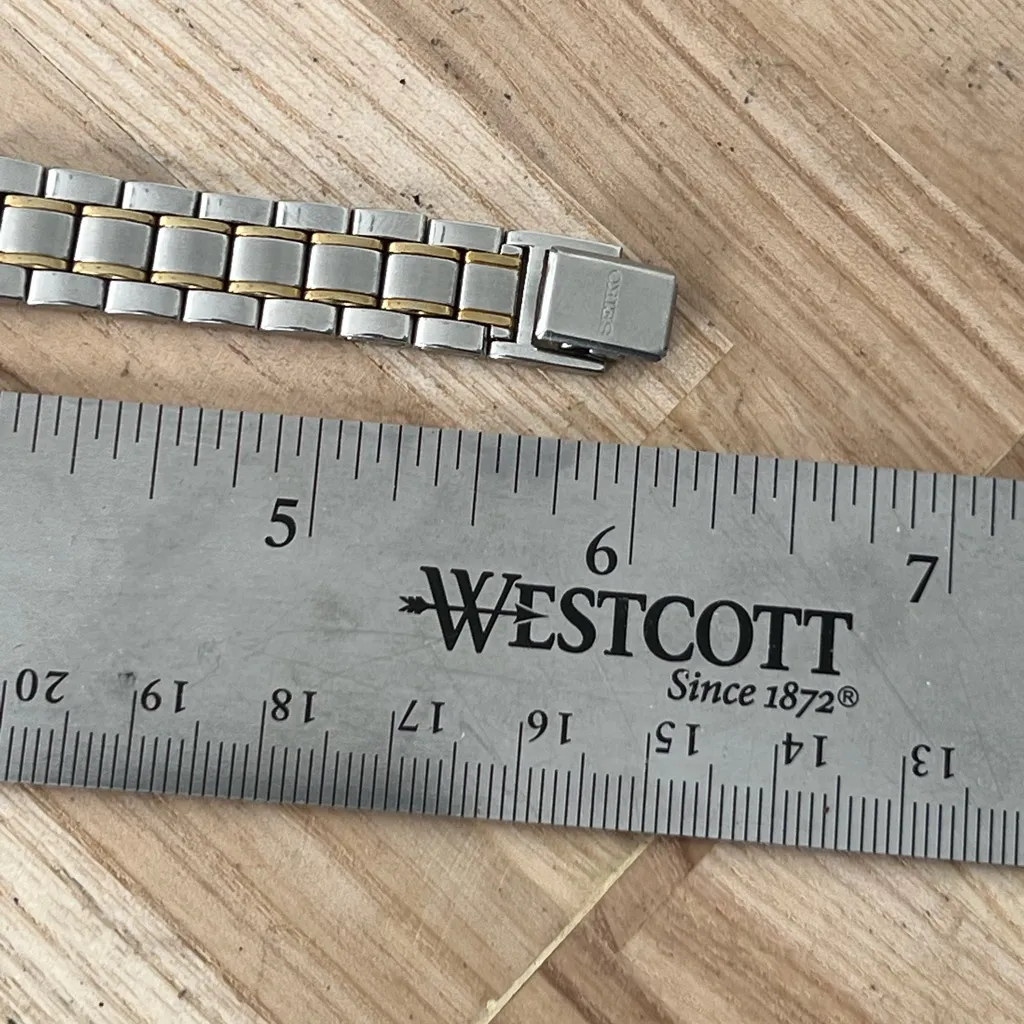 SEIKO
5
6
7
WESTCOTT
Since 1872®
20 19 18 17 16 15 14 13